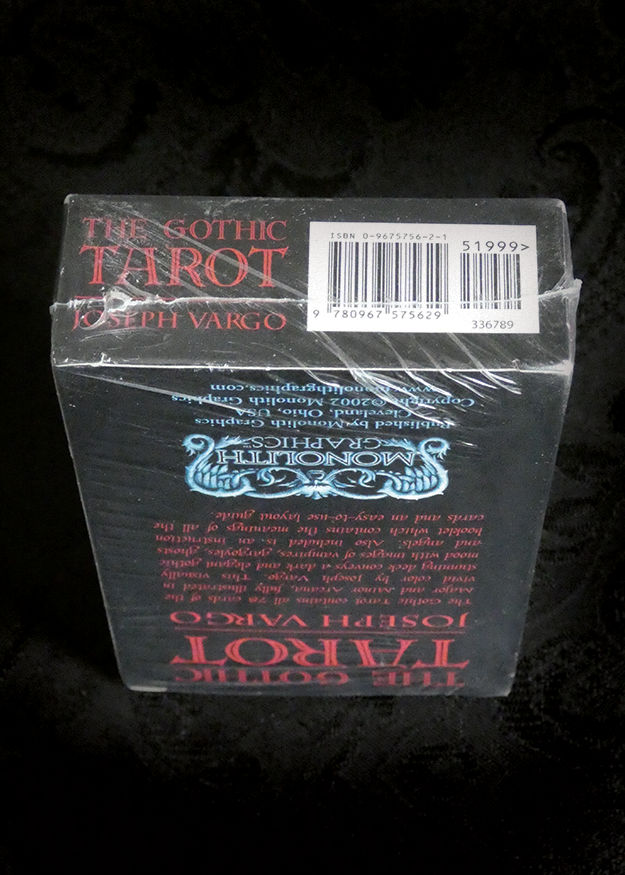 THE GOTHIC
TAROT
JOSEPH VARGO
ISBN 0-9675756-2-1
51999>
9 780967 575629
336789
THE GOTHIC
TAROT
JOSEPH VARGO
The Gothic Tarot contains all 78 cards of the
Major and Minor Arcana, fully illustrated in
vivid color by Joseph Vargo. This visually
stunning deck conveys a dark and elegant gothic
mood with images of vampires, gargoyles, ghosts
and angels. Also included is an instruction
booklet which contains the meanings of all the
cards and an easy-to-use layout guide.
MONOLITH
GRAPHICS™
Published by Monolith Graphics
Cleveland, Ohio, USA
Copyright ©2002 Monolith Graphics
www.monolithgraphics.com